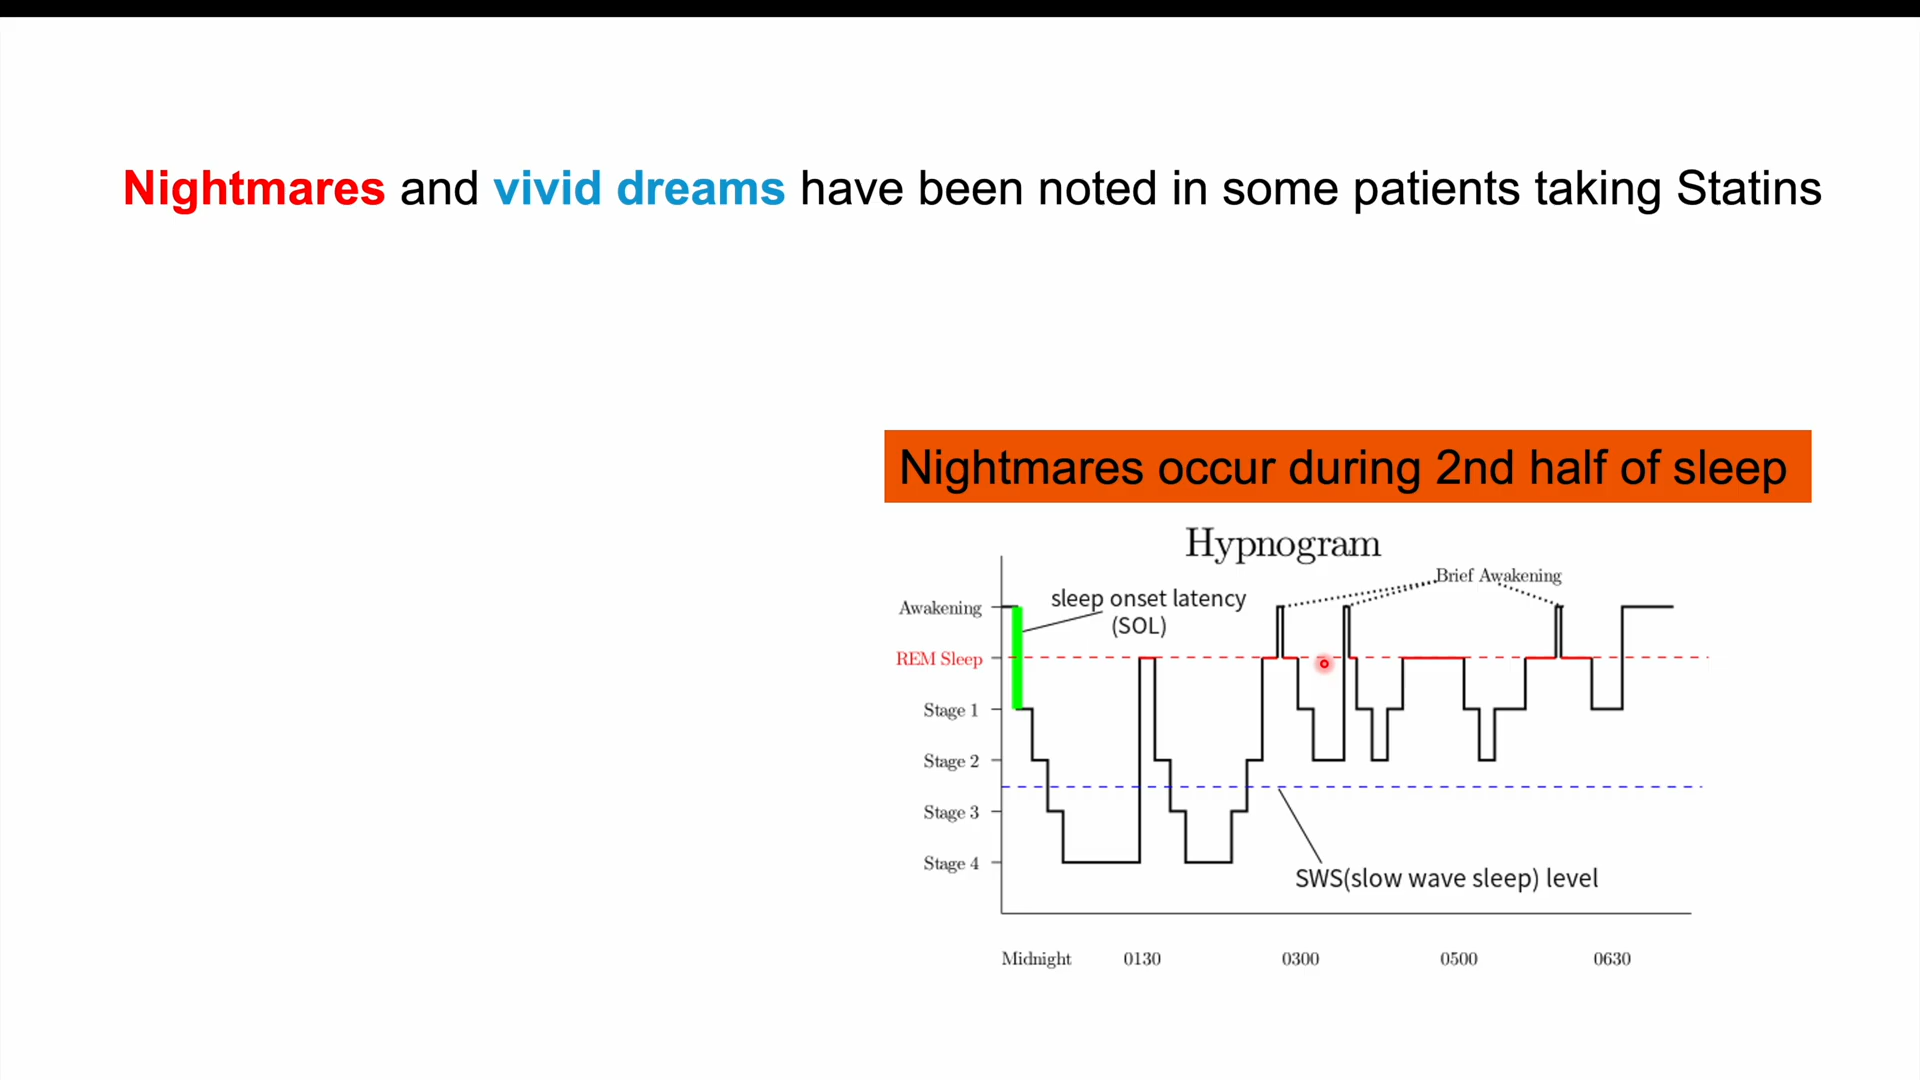 Nightmares and vivid dreams have been noted in some patients taking Statins
Nightmares occur during 2nd half of sleep
Hypnogram
Brief Awakening
sleep onset latency
(SOL)
Awakening
REM Sleep
Stage 1
Stage 2
Stage 3
Stage 4
SWS(slow wave sleep) level
Midnight 0130 0300 0500 0630